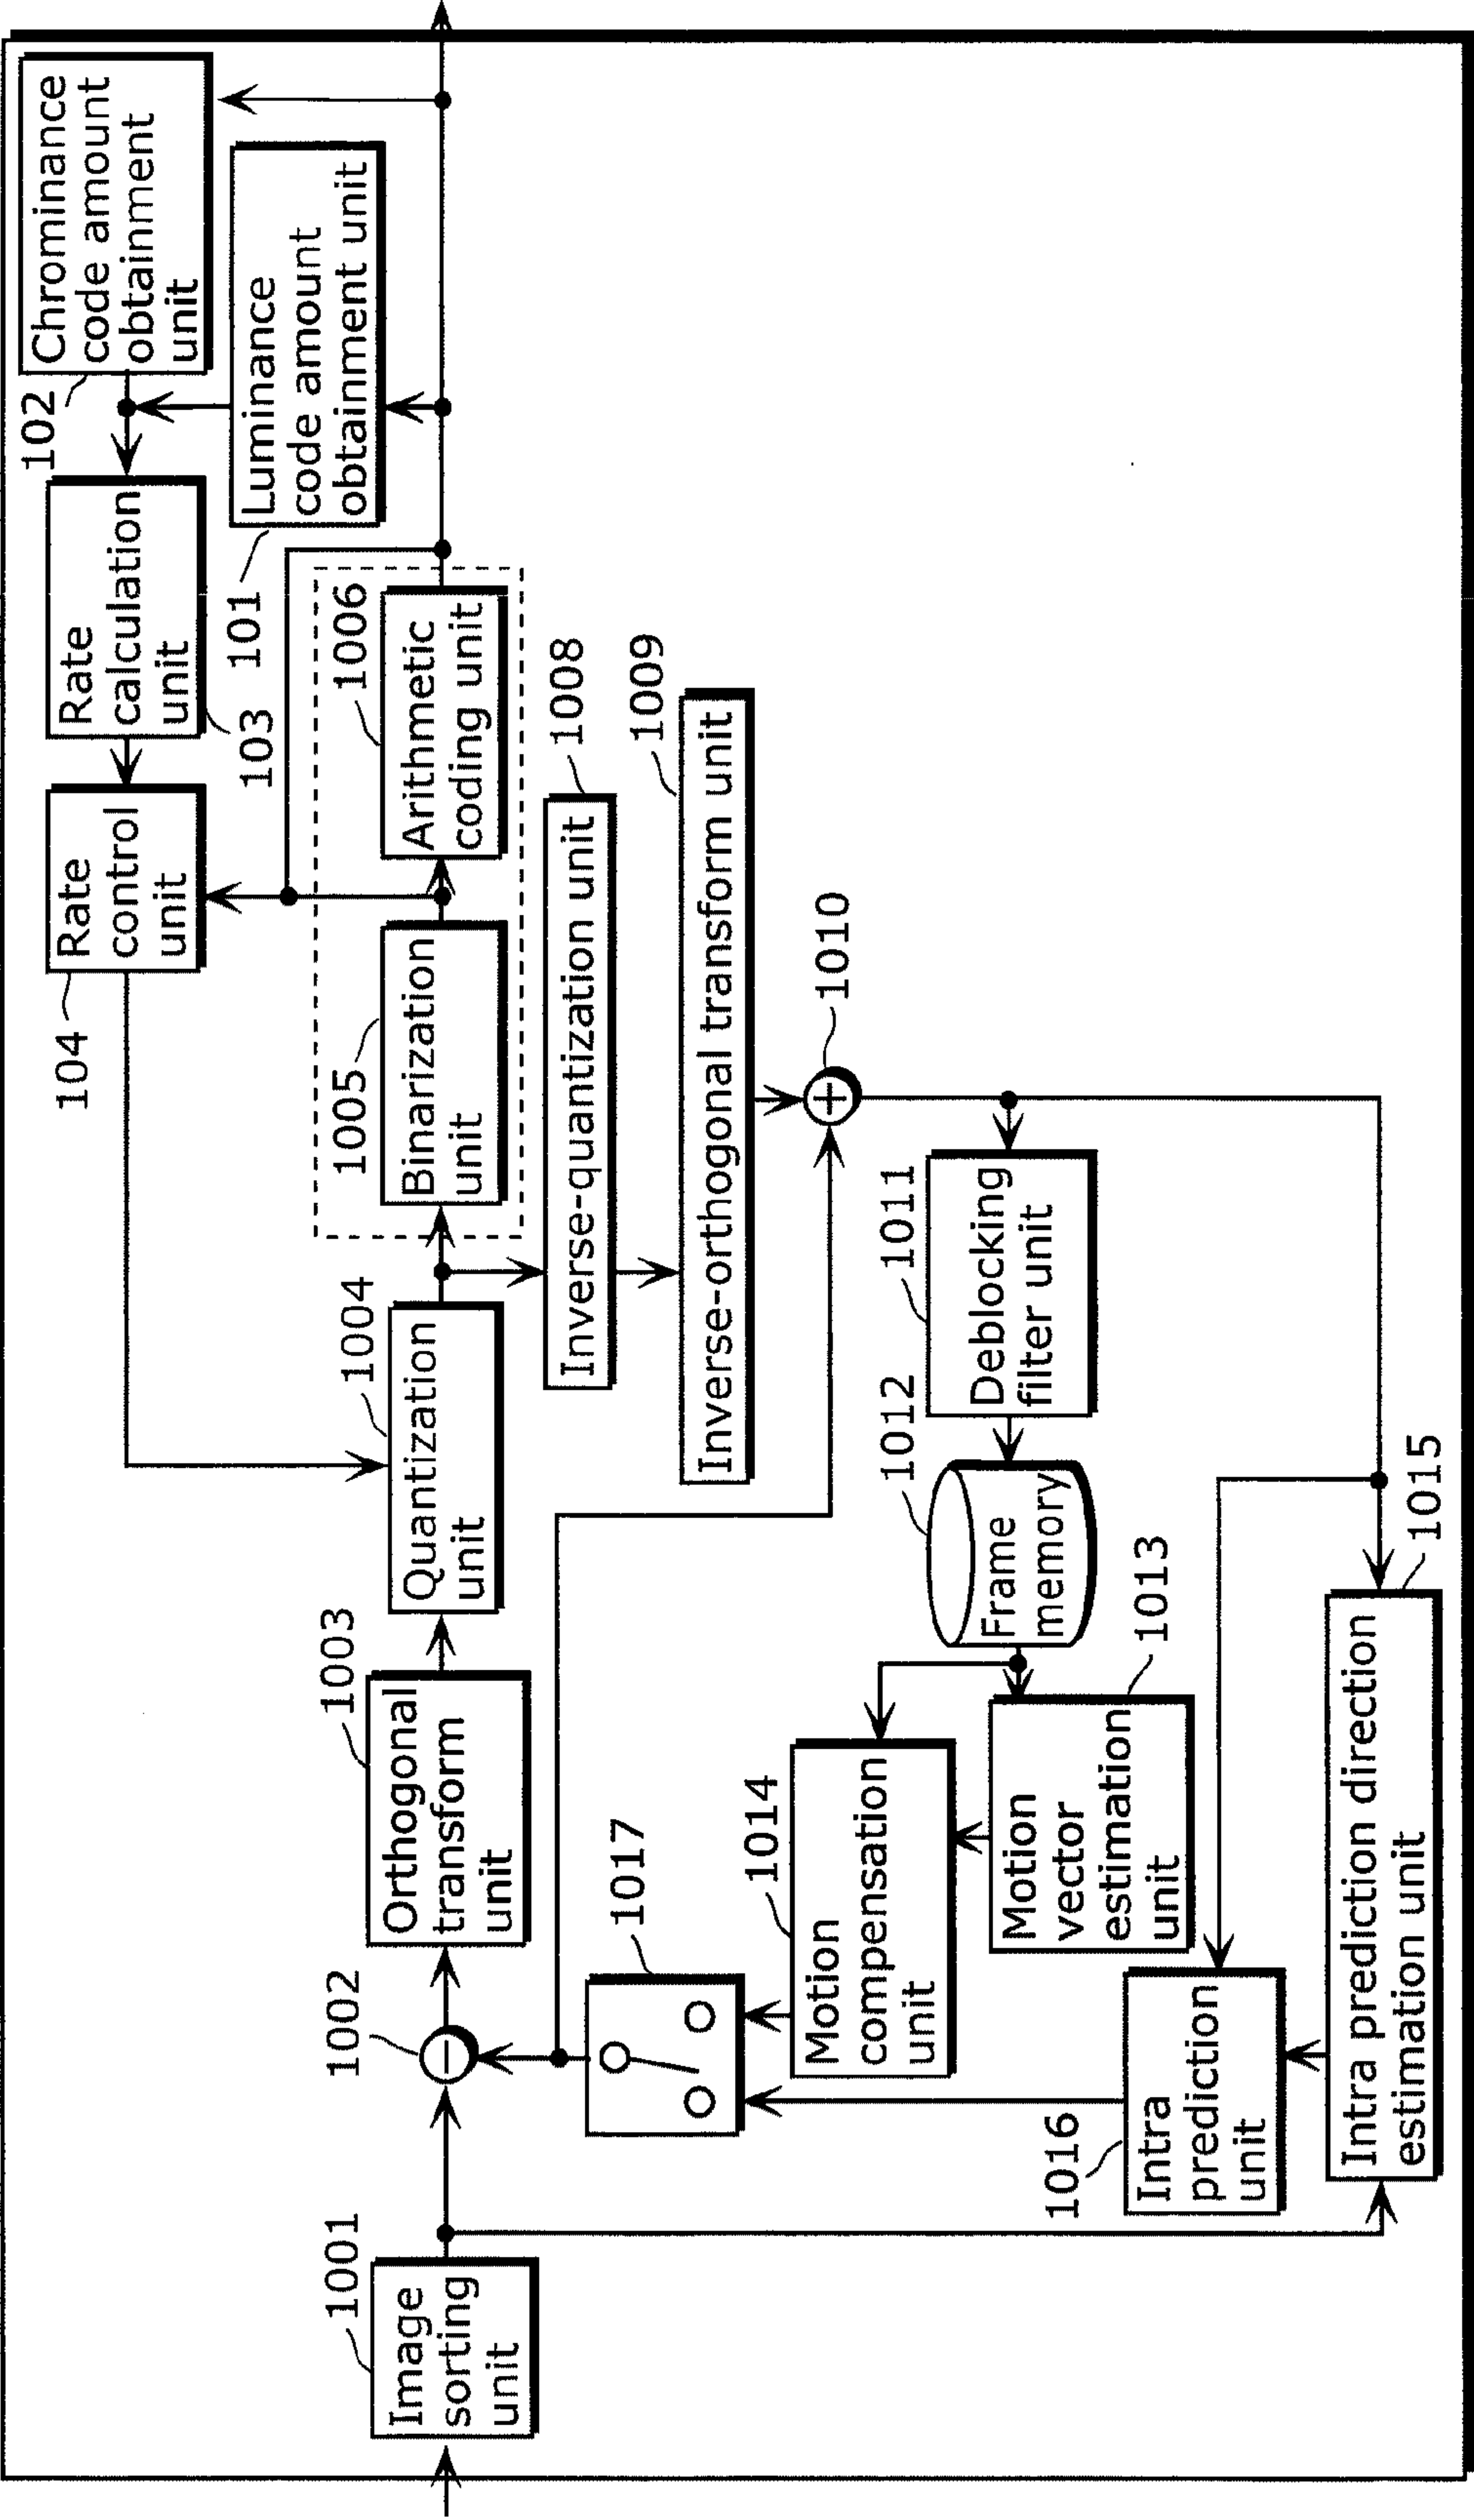 Chrominance
code amount
obtainment
unit
102
Rate
calculation
unit
103
Rate
control
unit
104
Luminance
code amount
obtainment unit
101
1001
Image
sorting
unit
1002
1003
Orthogonal
transform
unit
1004
Quantization
unit
1005
Binarization
unit
1006
Arithmetic
coding unit
1008
Inverse-quantization unit
1009
Inverse-orthogonal transform unit
1010
1017
1011
Deblocking
filter unit
1012
Frame
memory
1014
Motion
compensation
unit
1013
Motion
vector
estimation
unit
1016
Intra
prediction
unit
1015
Intra prediction direction
estimation unit